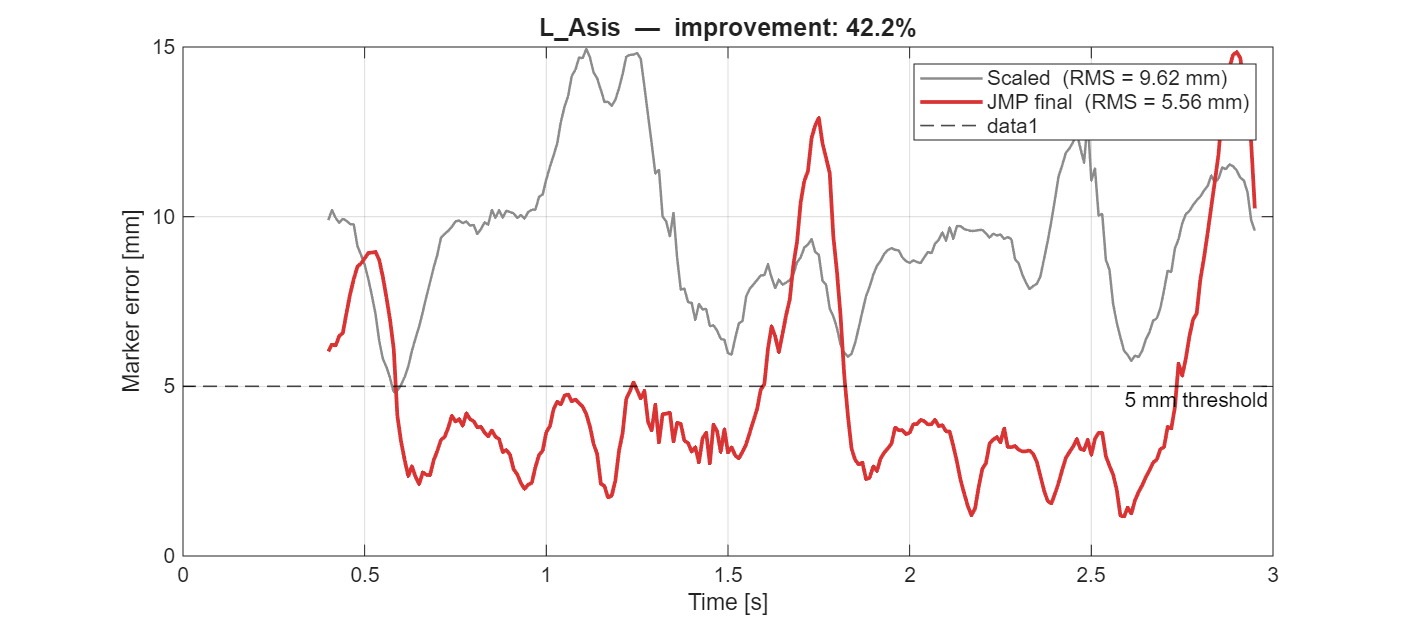 L_Asis — improvement: 42.2%
15
10
5
0
Marker error [mm]
Scaled (RMS = 9.62 mm)
JMP final (RMS = 5.56 mm)
data1
5 mm threshold
0 0.5 1 1.5 2 2.5 3
Time [s]